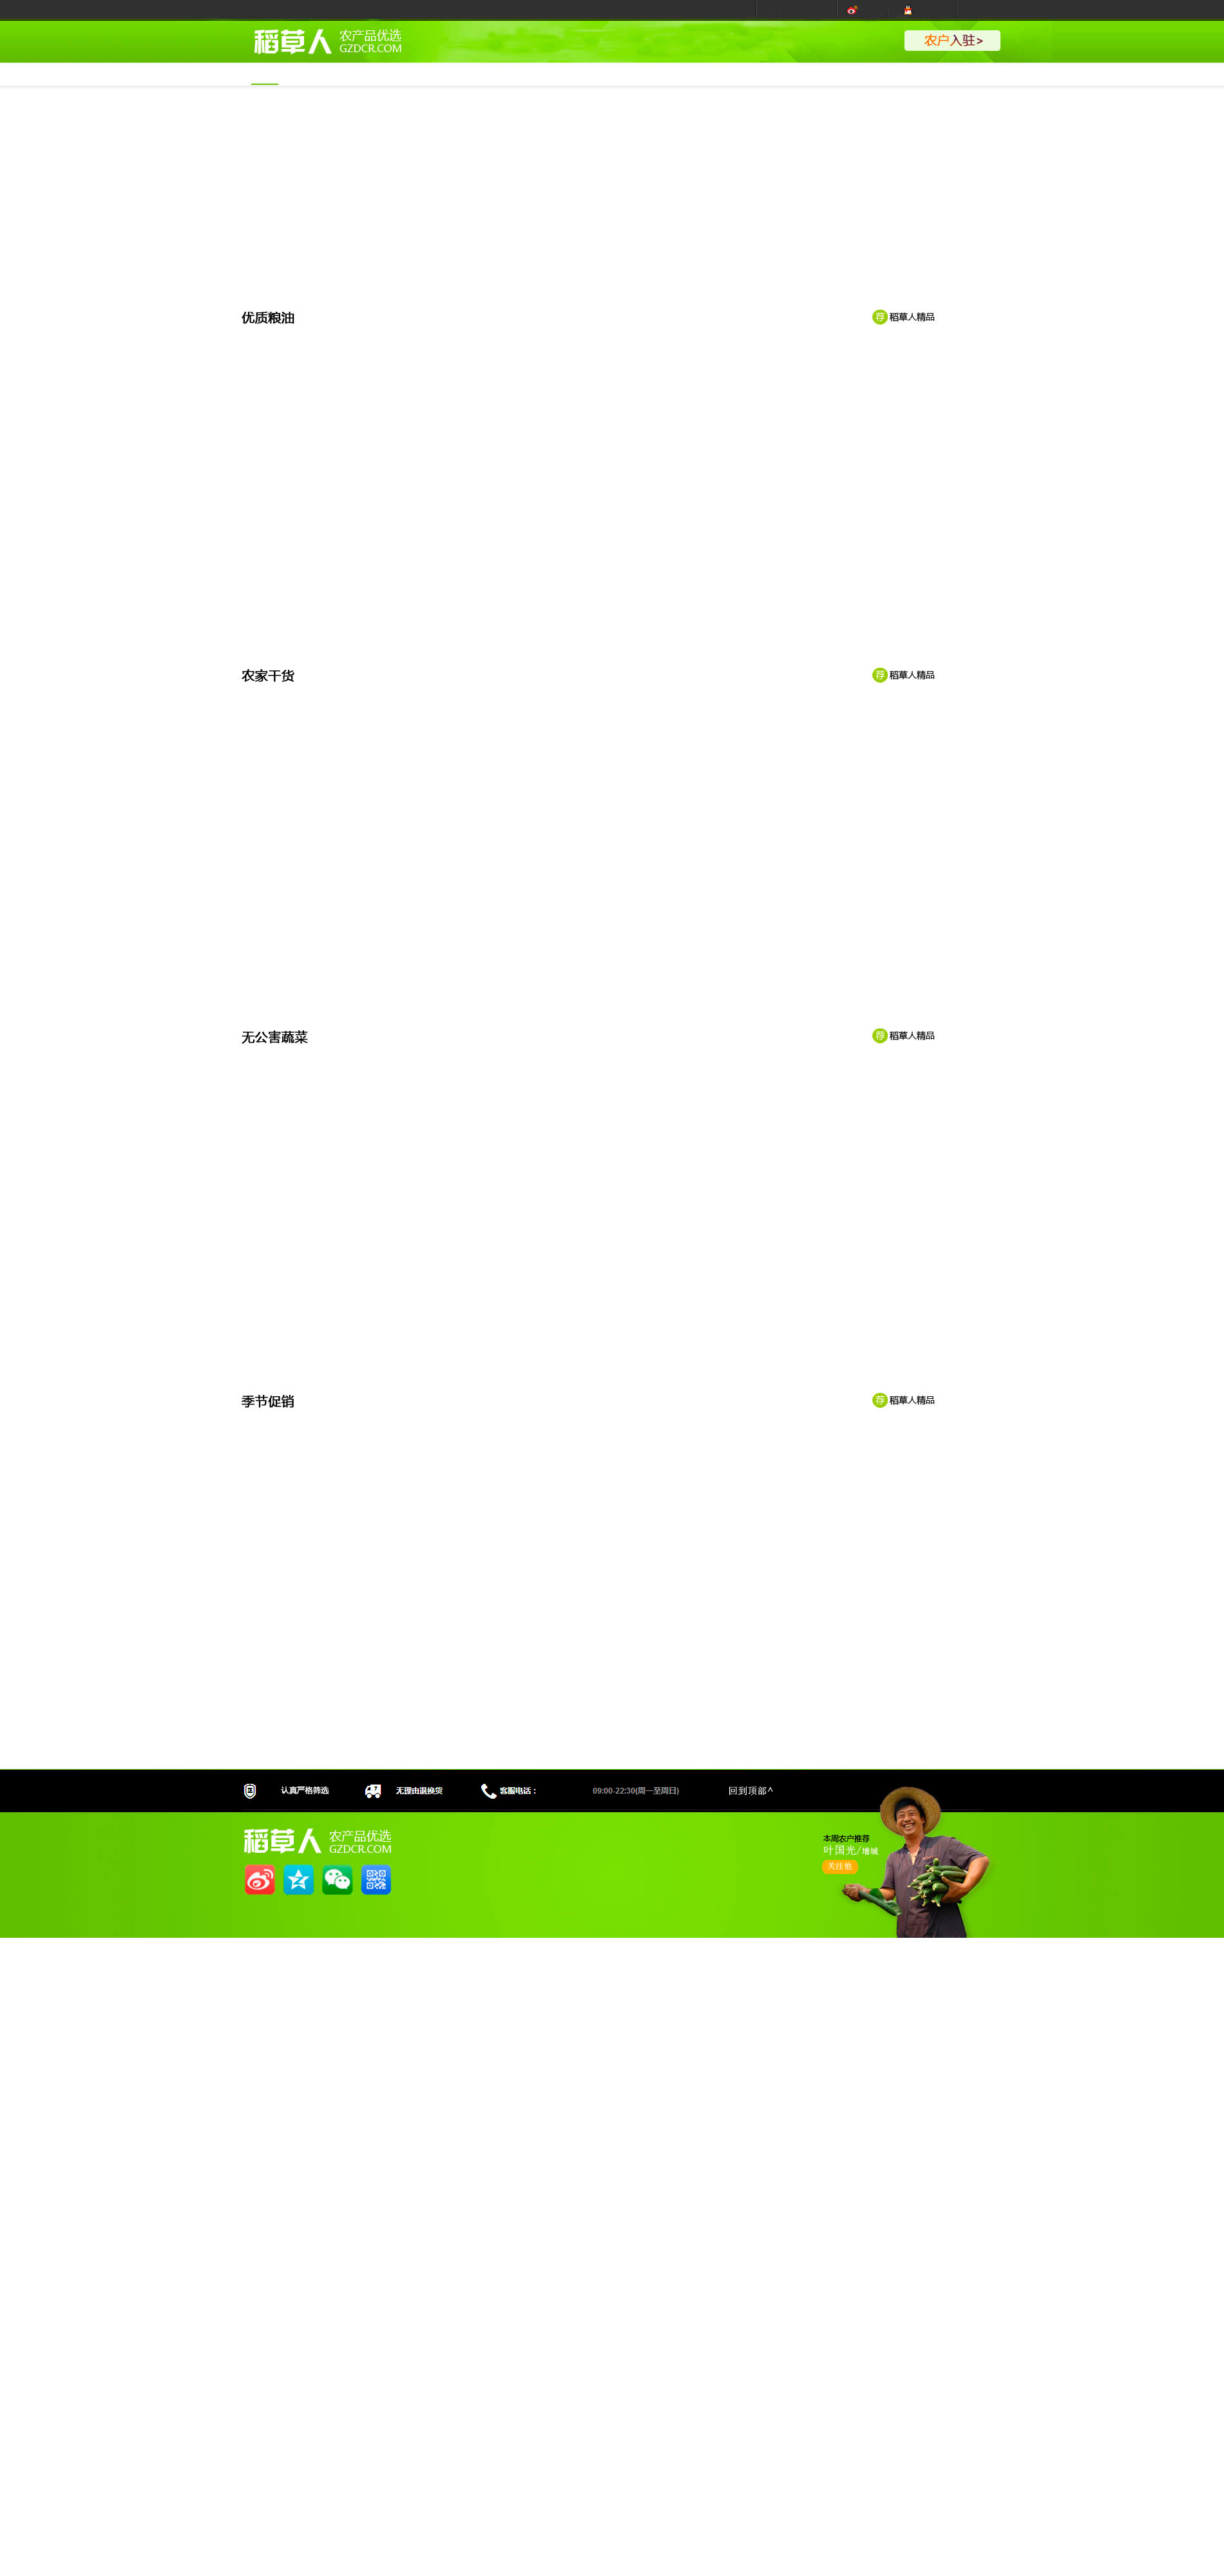 稻草人 农产品优选
GZDCR.COM
农户入驻>
优质粮油
荐 稻草人精品
农家干货
荐 稻草人精品
无公害蔬菜
荐 稻草人精品
季节促销
荐 稻草人精品
认真严格筛选 无理由退换货 客服电话： 09:00-22:30(周一至周日) 回到顶部^
稻草人 农产品优选
GZDCR.COM
本周农户推荐
叶国光/增城
关注他